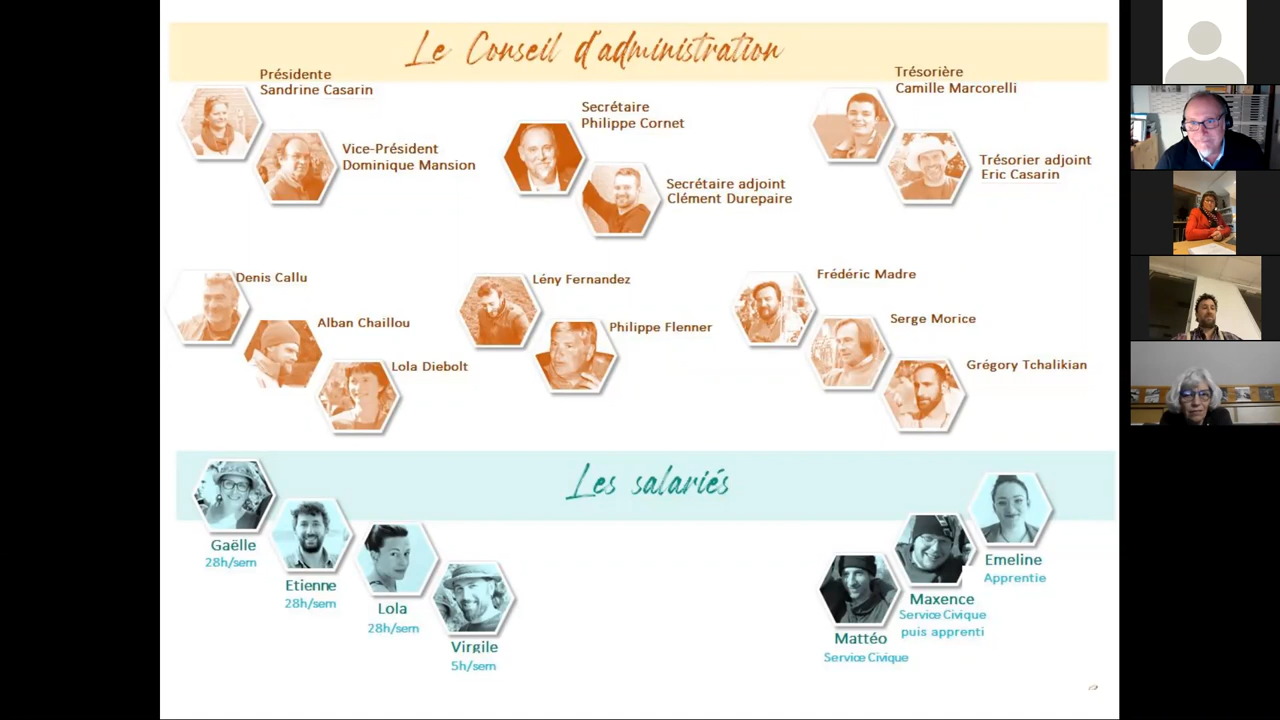 Le Conseil d'administration
Présidente
Sandrine Casarin
Vice-Président
Dominique Mansion
Secrétaire
Philippe Cornet
Secrétaire adjoint
Clément Durepaire
Trésorière
Camille Marcorelli
Trésorier adjoint
Eric Casarin
Denis Callu
Alban Chaillou
Lola Diebolt
Lény Fernandez
Philippe Flenner
Frédéric Madre
Serge Morice
Grégory Tchalikian
Les salariés
Gaëlle
28h/sem
Etienne
28h/sem
Lola
28h/sem
Virgile
5h/sem
Mattéo
Service Civique
Maxence
Service Civique
puis apprenti
Emeline
Apprentie